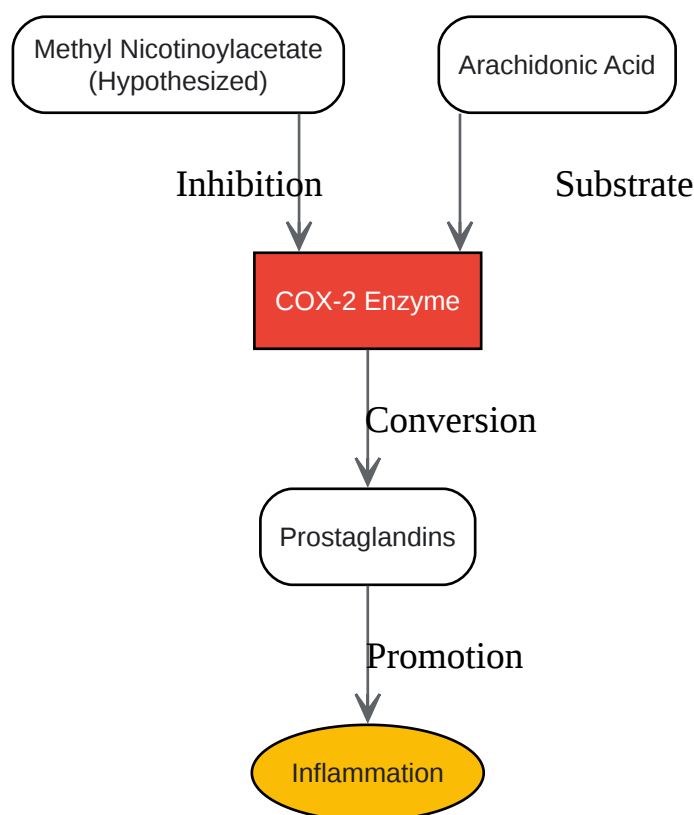 Methyl Nicotinoylacetate
(Hypothesized)
Arachidonic Acid
Inhibition
Substrate
COX-2 Enzyme
Conversion
Prostaglandins
Promotion
Inflammation